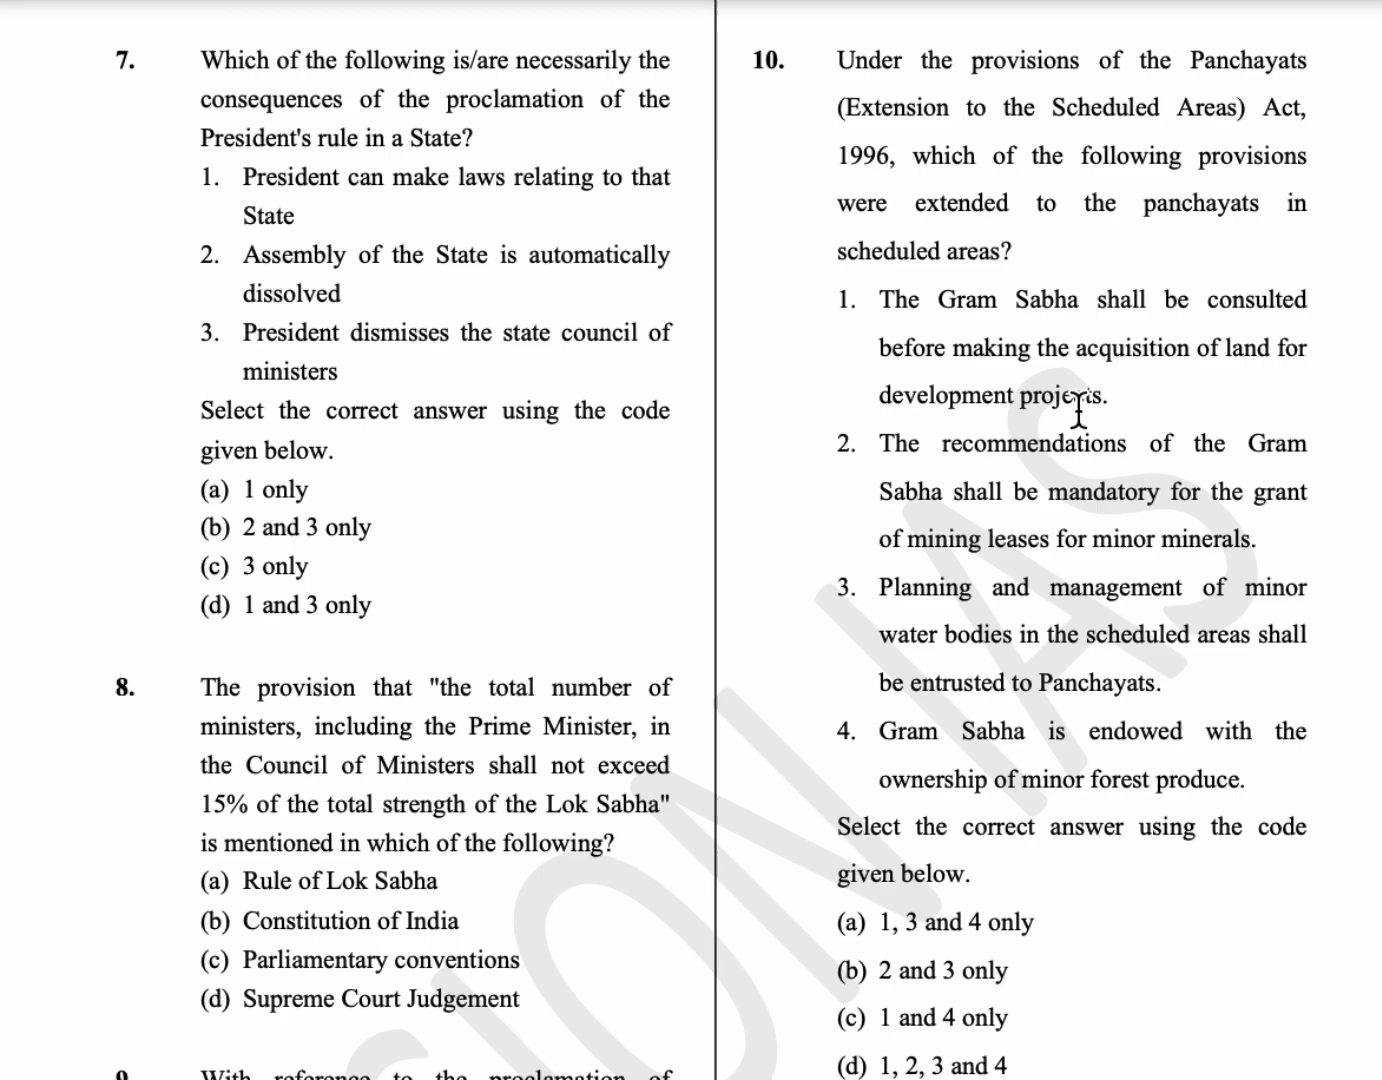 7. Which of the following is/are necessarily the
consequences of the proclamation of the
President's rule in a State?
1. President can make laws relating to that
State
2. Assembly of the State is automatically
dissolved
3. President dismisses the state council of
ministers
Select the correct answer using the code
given below.
(a) 1 only
(b) 2 and 3 only
(c) 3 only
(d) 1 and 3 only
8. The provision that "the total number of
ministers, including the Prime Minister, in
the Council of Ministers shall not exceed
15% of the total strength of the Lok Sabha"
is mentioned in which of the following?
(a) Rule of Lok Sabha
(b) Constitution of India
(c) Parliamentary conventions
(d) Supreme Court Judgement
9. With reference to the proclamation of
10. Under the provisions of the Panchayats
(Extension to the Scheduled Areas) Act,
1996, which of the following provisions
were extended to the panchayats in
scheduled areas?
1. The Gram Sabha shall be consulted
before making the acquisition of land for
development projects.
2. The recommendations of the Gram
Sabha shall be mandatory for the grant
of mining leases for minor minerals.
3. Planning and management of minor
water bodies in the scheduled areas shall
be entrusted to Panchayats.
4. Gram Sabha is endowed with the
ownership of minor forest produce.
Select the correct answer using the code
given below.
(a) 1, 3 and 4 only
(b) 2 and 3 only
(c) 1 and 4 only
(d) 1, 2, 3 and 4
SION IAS